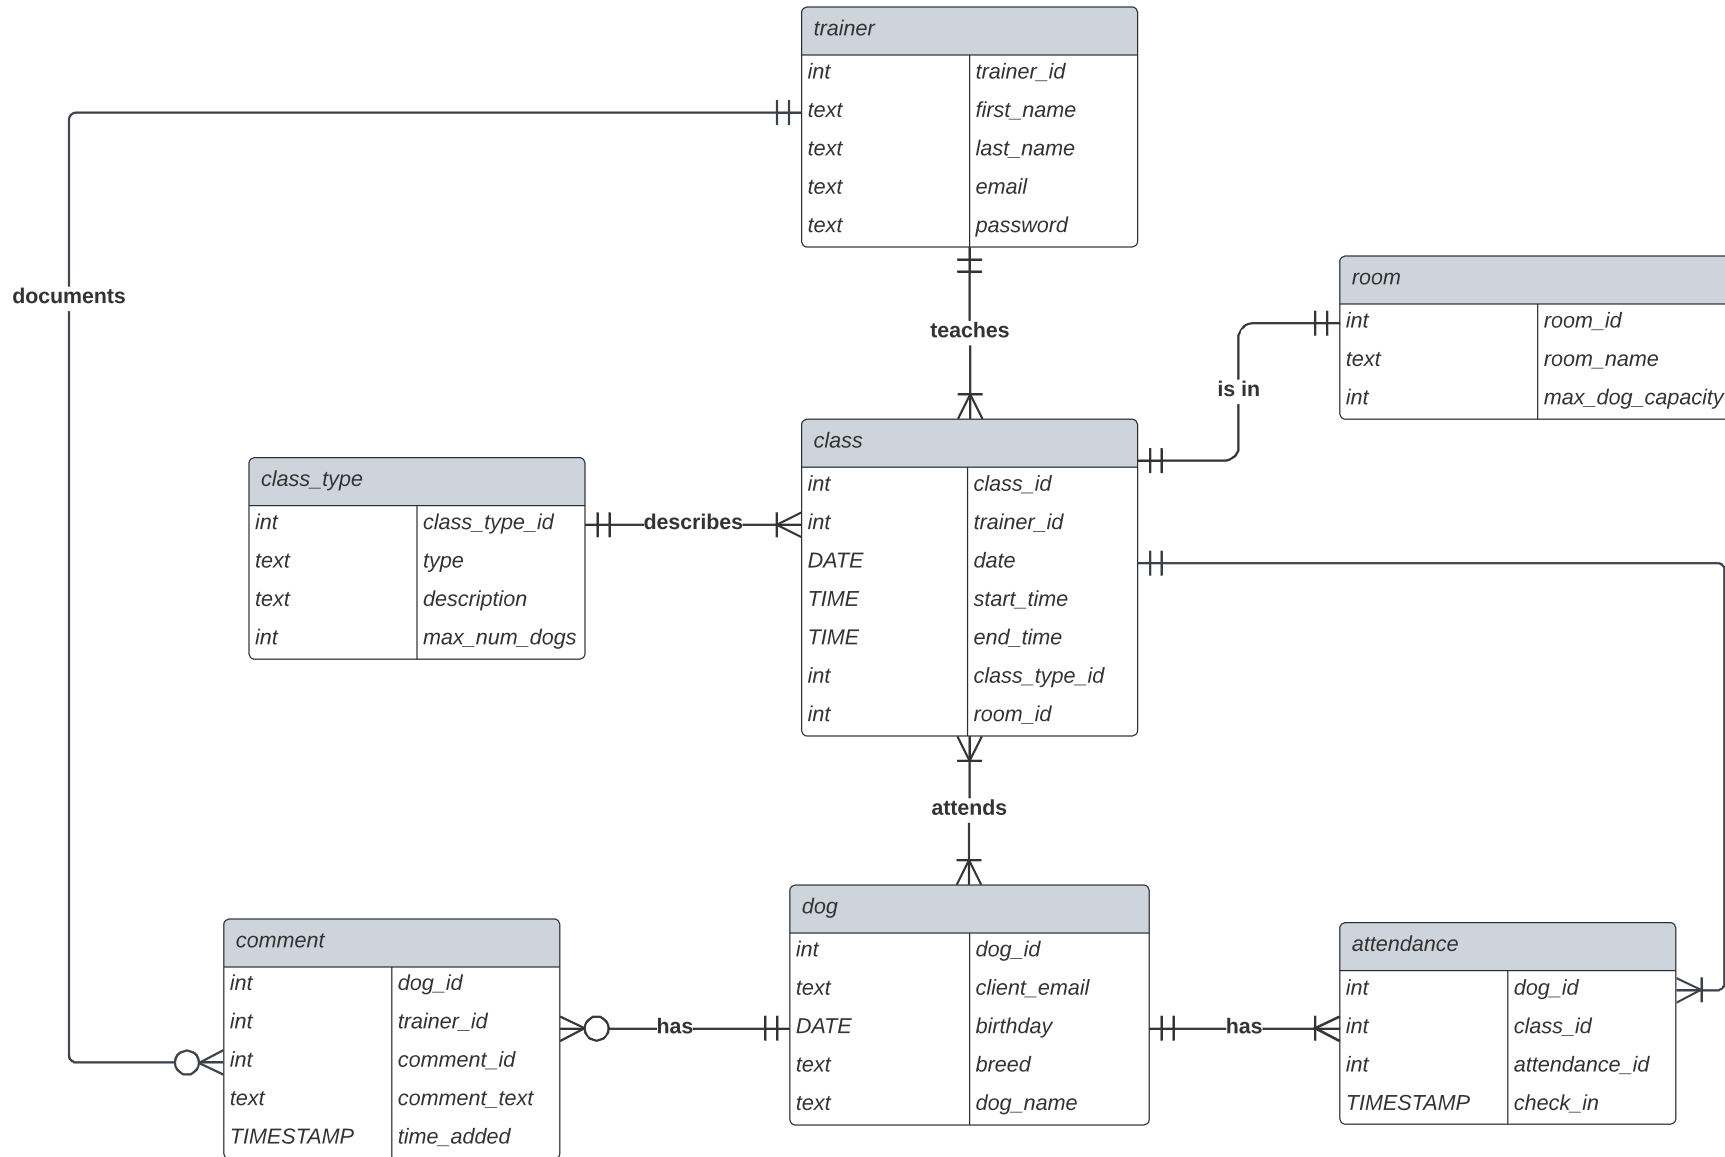 trainer
int trainer_id
text first_name
text last_name
text email
text password
documents
teaches
room
int room_id
text room_name
int max_dog_capacity
is in
class
int class_id
int trainer_id
DATE date
TIME start_time
TIME end_time
int class_type_id
int room_id
class_type
int class_type_id
text type
text description
int max_num_dogs
describes
attends
dog
int dog_id
text client_email
DATE birthday
text breed
text dog_name
comment
int dog_id
int trainer_id
int comment_id
text comment_text
TIMESTAMP time_added
has
has
attendance
int dog_id
int class_id
int attendance_id
TIMESTAMP check_in